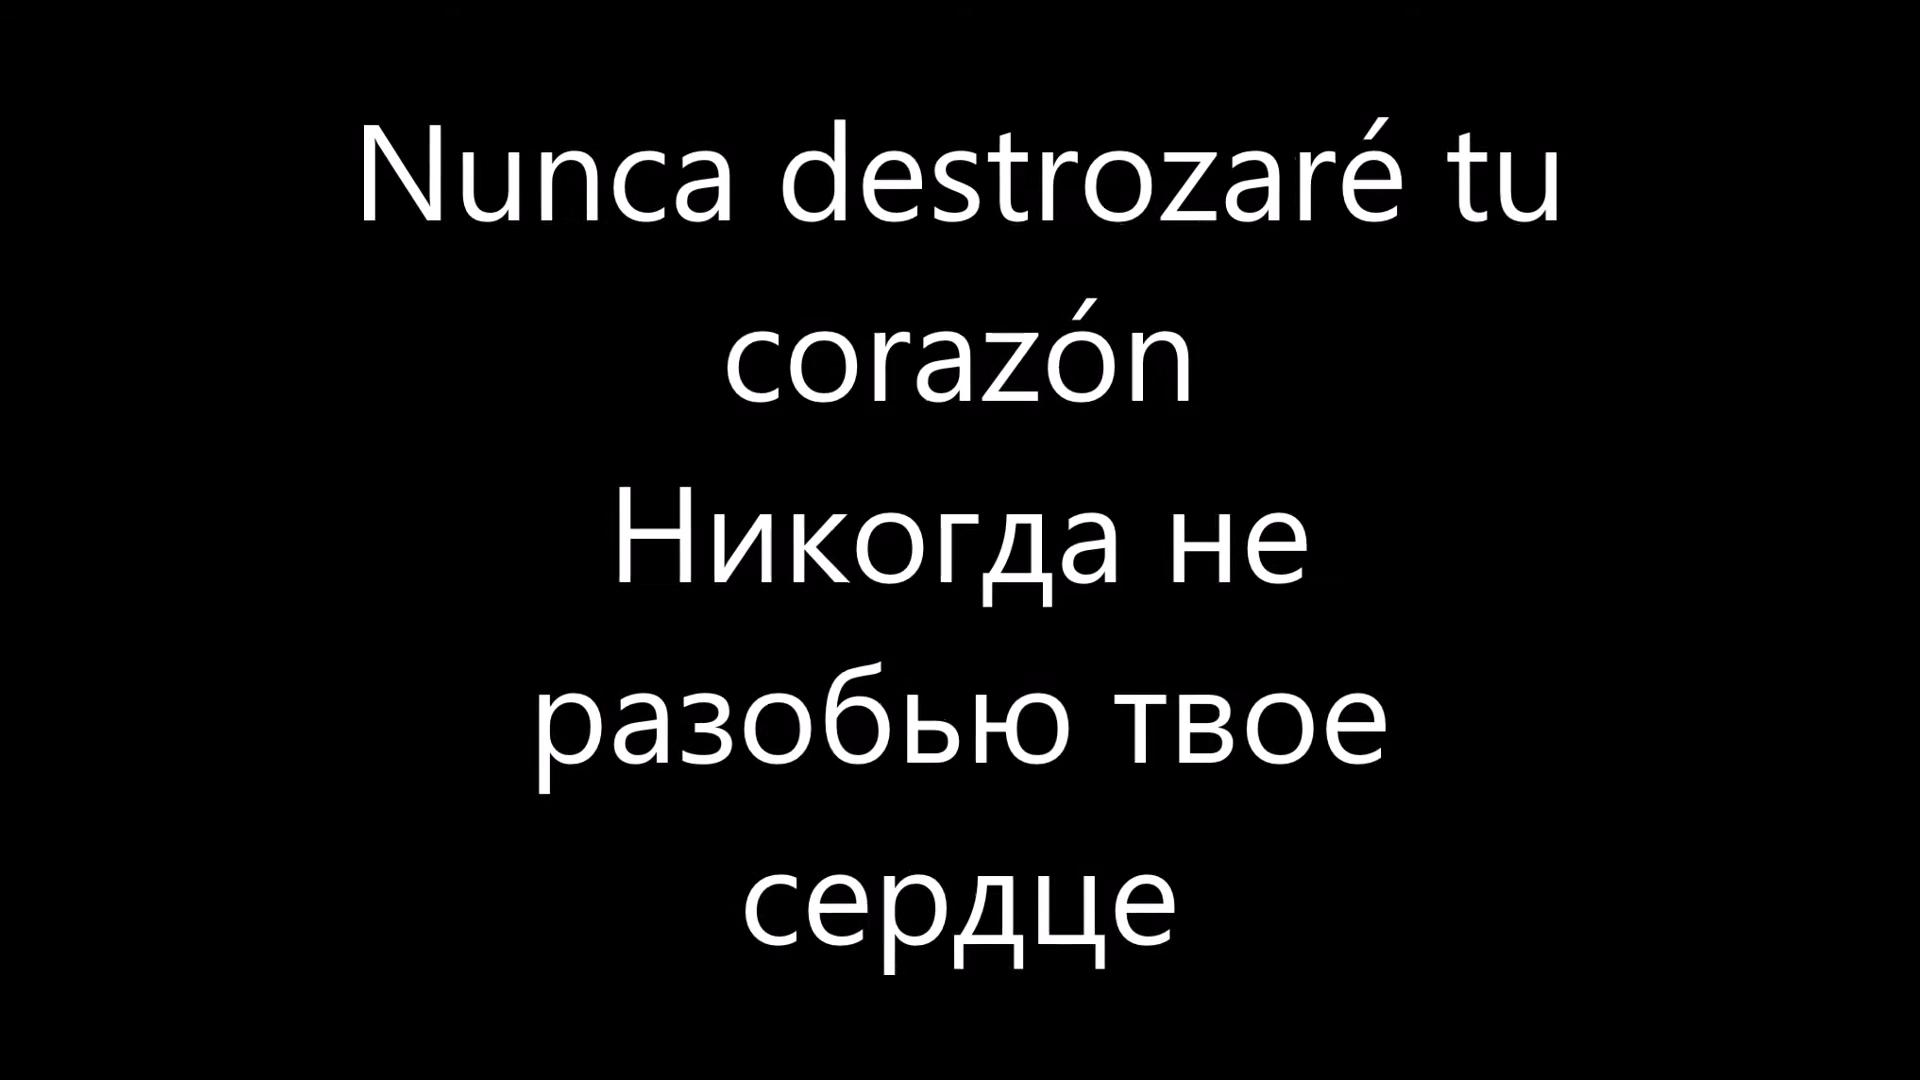 Nunca destrozaré tu
corazón
Никогда не
разобью твое
сердце